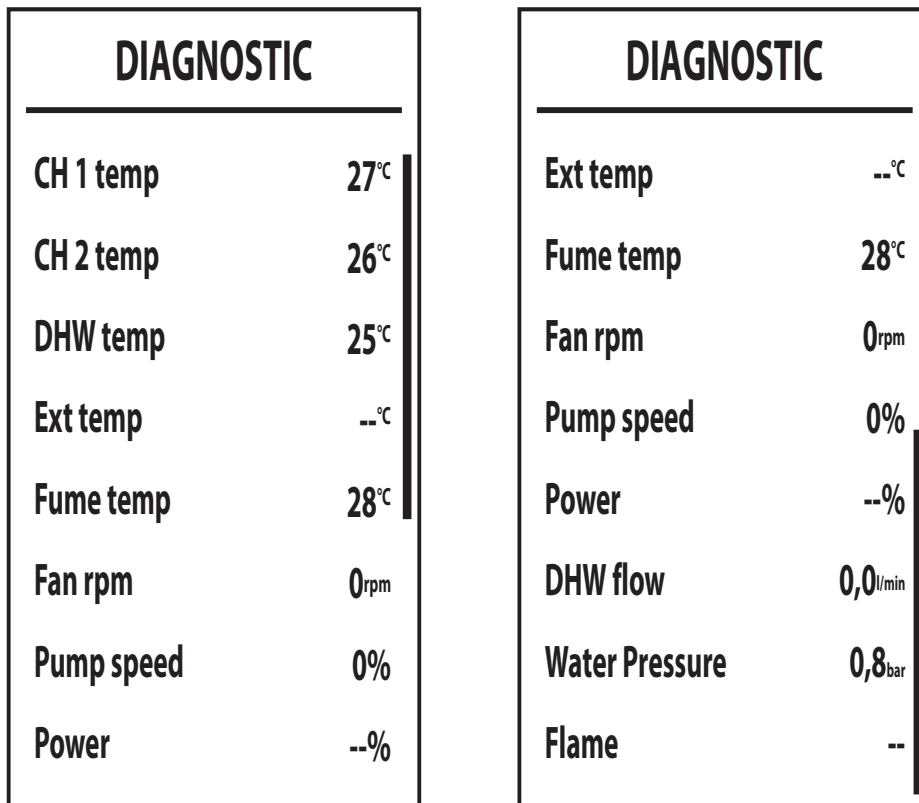 DIAGNOSTIC
CH 1 temp 27°C
CH 2 temp 26°C
DHW temp 25°C
Ext temp --°C
Fume temp 28°C
Fan rpm 0rpm
Pump speed 0%
Power --%
DIAGNOSTIC
Ext temp --°C
Fume temp 28°C
Fan rpm 0rpm
Pump speed 0%
Power --%
DHW flow 0,0l/min
Water Pressure 0,8bar
Flame --